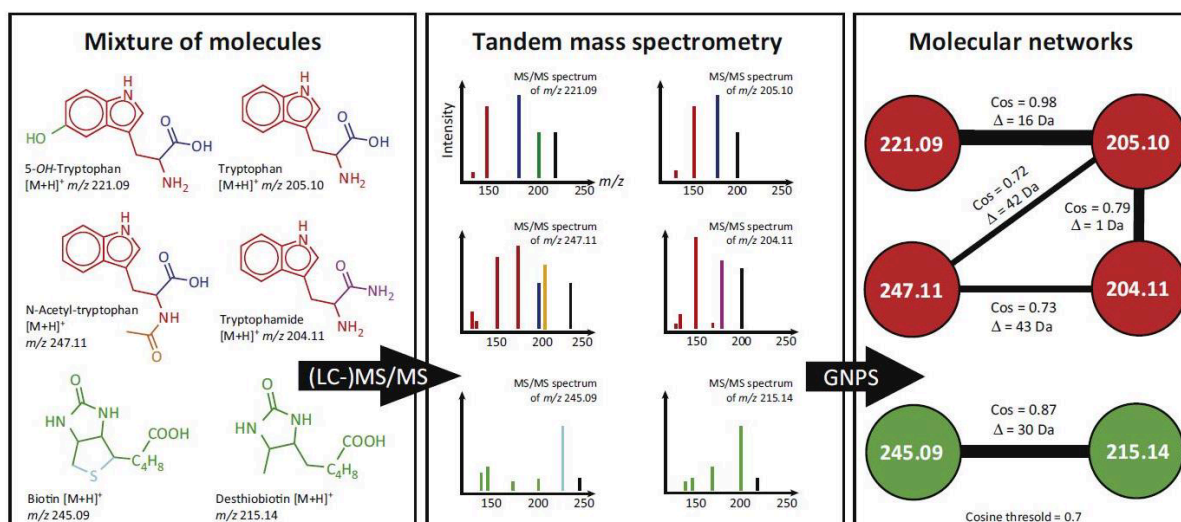 Mixture of molecules
H
N
HO
O
OH
NH₂
5-OH-Tryptophan
[M+H]⁺ m/z 221.09
H
N
O
OH
NH₂
Tryptophan
[M+H]⁺ m/z 205.10
H
N
O
OH
NH
O
N-Acetyl-tryptophan
[M+H]⁺
m/z 247.11
H
N
O
NH₂
NH₂
Tryptophamide
[M+H]⁺ m/z 204.11
O
HN
NH
COOH
C₄H₈
S
Biotin [M+H]⁺
m/z 245.09
O
HN
NH
COOH
C₄H₈
Desthiobiotin [M+H]⁺
m/z 215.14
(LC-)MS/MS
Tandem mass spectrometry
MS/MS spectrum
of m/z 221.09
Intensity
150 200 250
m/z
MS/MS spectrum
of m/z 205.10
150 200 250
MS/MS spectrum
of m/z 247.11
150 200 250
MS/MS spectrum
of m/z 204.11
150 200 250
MS/MS spectrum
of m/z 245.09
150 200 250
MS/MS spectrum
of m/z 215.14
150 200 250
GNPS
Molecular networks
Cos = 0.98
Δ = 16 Da
221.09
205.10
Cos = 0.72
Δ = 42 Da
Cos = 0.79
Δ = 1 Da
247.11
204.11
Cos = 0.73
Δ = 43 Da
Cos = 0.87
Δ = 30 Da
245.09
215.14
Cosine thresold = 0.7